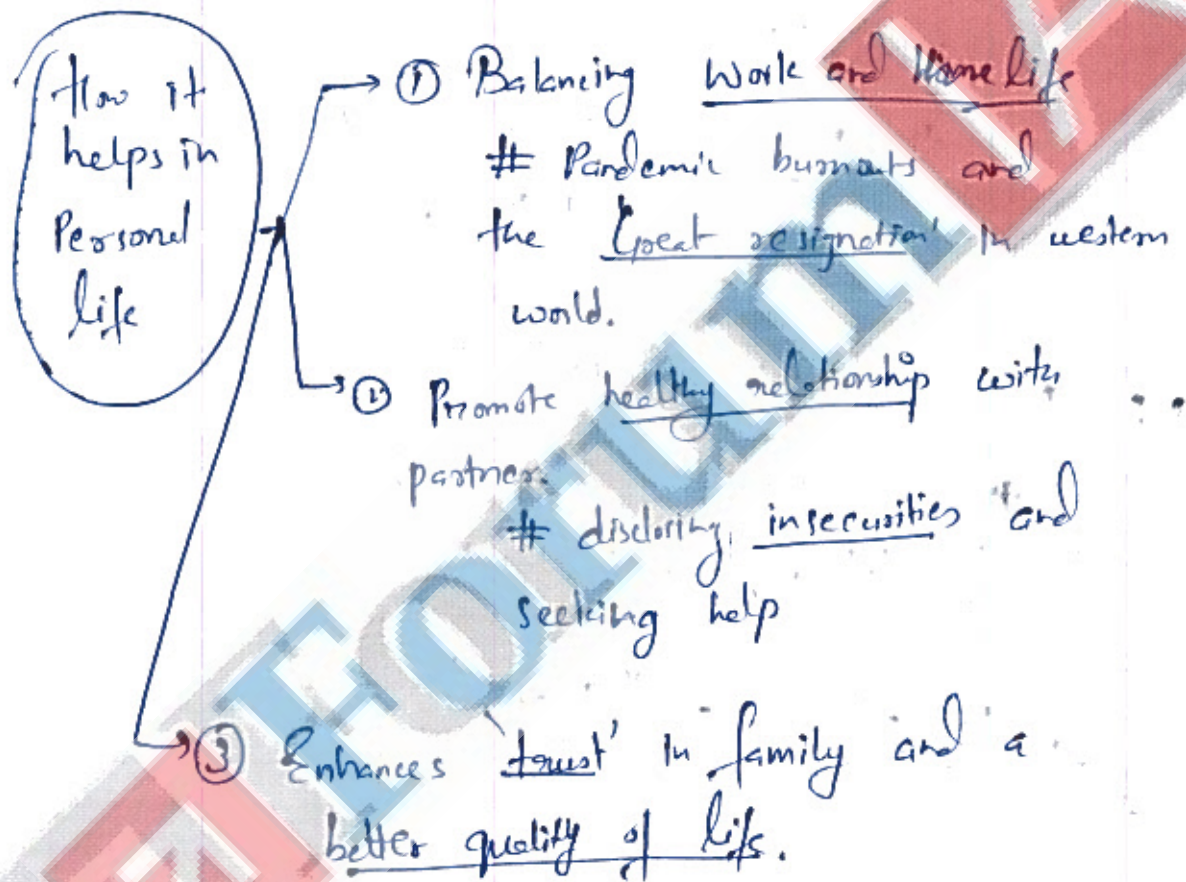 How it
helps in
Personal
life
① Balancing work and Home life
# Pandemic burnouts and
the 'Great resignation' in western
world.
② Promote healthy relationship with
partner.
# disclosing insecurities and
seeking help
③ Enhances 'trust' in family and a
better quality of life.
Forum